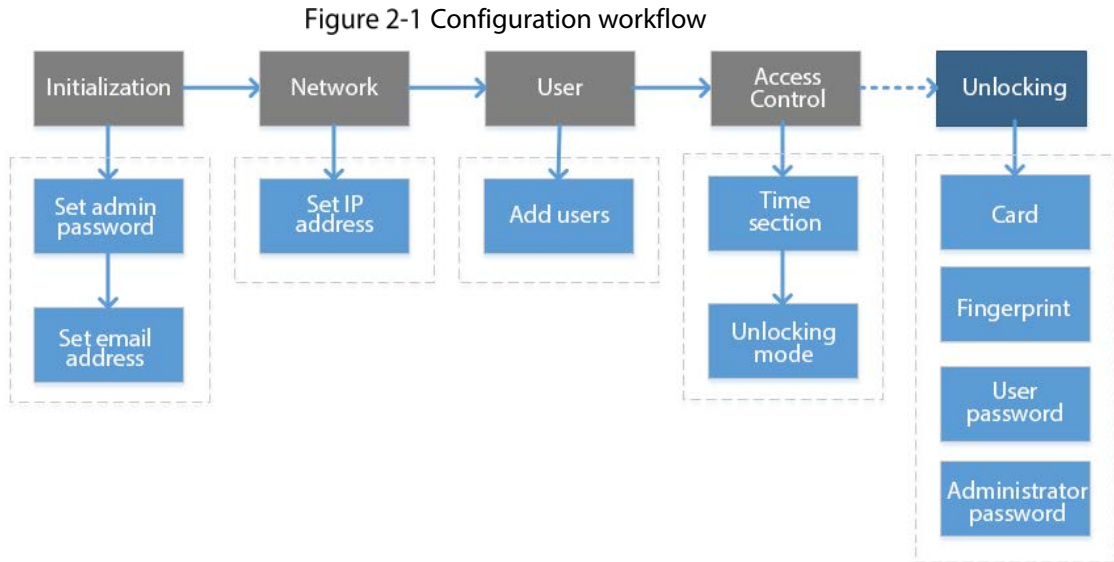 Figure 2-1 Configuration workflow
Initialization
Network
User
Access
Control
Unlocking
Set admin
password
Set email
address
Set IP
address
Add users
Time
section
Unlocking
mode
Card
Fingerprint
User
password
Administrator
password